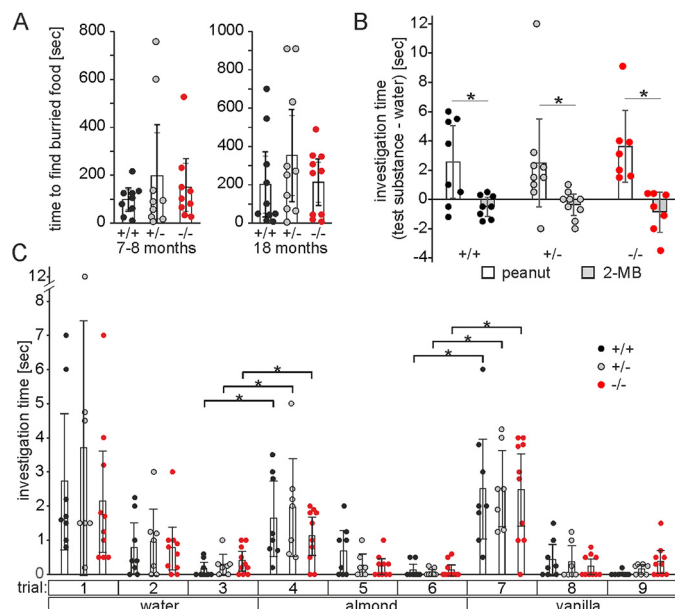 A
time to find burried food [sec]
800
600
400
200
0
+/+ +/- -/-
7-8 months
1000
800
600
400
200
0
+/+ +/- -/-
18 months
B
investigation time
(test substance - water) [sec]
12
10
8
6
4
2
0
-2
-4
* * *
+/+ +/- -/-
peanut 2-MB
C
investigation time [sec]
12
8
7
6
5
4
3
2
1
0
* * *
* * *
+/+
+/-
-/-
trial: 1 2 3 4 5 6 7 8 9
water almond vanilla